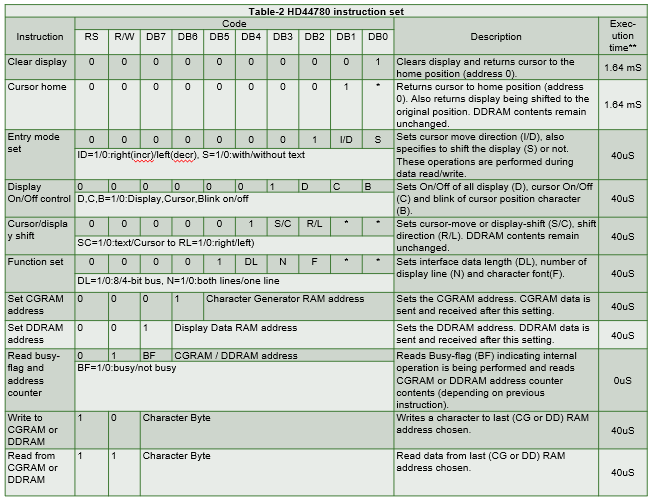 Table-2 HD44780 instruction set
Instruction Code Description Exec-
ution
time**
RS R/W DB7 DB6 DB5 DB4 DB3 DB2 DB1 DB0
Clear display 0 0 0 0 0 0 0 0 0 1 Clears display and returns cursor to the
home position (address 0). 1.64 mS
Cursor home 0 0 0 0 0 0 0 0 1 * Returns cursor to home position (address
0). Also returns display being shifted to the
original position. DDRAM contents remain
unchanged. 1.64 mS
Entry mode
set 0 0 0 0 0 0 0 1 I/D S Sets cursor move direction (I/D), also
specifies to shift the display (S) or not.
These operations are performed during
data read/write. 40uS
ID=1/0:right(incr)/left(decr), S=1/0:with/without text
Display
On/Off control 0 0 0 0 0 0 1 D C B Sets On/Off of all display (D), cursor On/Off
(C) and blink of cursor position character
(B). 40uS
D,C,B=1/0:Display,Cursor,Blink on/off
Cursor/displa
y shift 0 0 0 0 0 1 S/C R/L * * Sets cursor-move or display-shift (S/C), shift
direction (R/L). DDRAM contents remain
unchanged. 40uS
SC=1/0:text/Cursor to RL=1/0:right/left)
Function set 0 0 0 0 1 DL N F * * Sets interface data length (DL), number of
display line (N) and character font(F). 40uS
DL=1/0:8/4-bit bus, N=1/0:both lines/one line
Set CGRAM
address 0 0 0 1 Character Generator RAM address Sets the CGRAM address. CGRAM data is
sent and received after this setting. 40uS
Set DDRAM
address 0 0 1 Display Data RAM address Sets the DDRAM address. DDRAM data is
sent and received after this setting. 40uS
Read busy-
flag and
address
counter 0 1 BF CGRAM / DDRAM address Reads Busy-flag (BF) indicating internal
operation is being performed and reads
CGRAM or DDRAM address counter
contents (depending on previous
instruction). 0uS
BF=1/0:busy/not busy
Write to
CGRAM or
DDRAM 1 0 Character Byte Writes a character to last (CG or DD) RAM
address chosen. 40uS
Read from
CGRAM or
DDRAM 1 1 Character Byte Read data from last (CG or DD) RAM
address chosen. 40uS